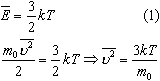 E̅ = 3/2 kT (1)
m₀υ̅²/2 = 3/2 kT ⇒ υ̅² = 3kT/m₀